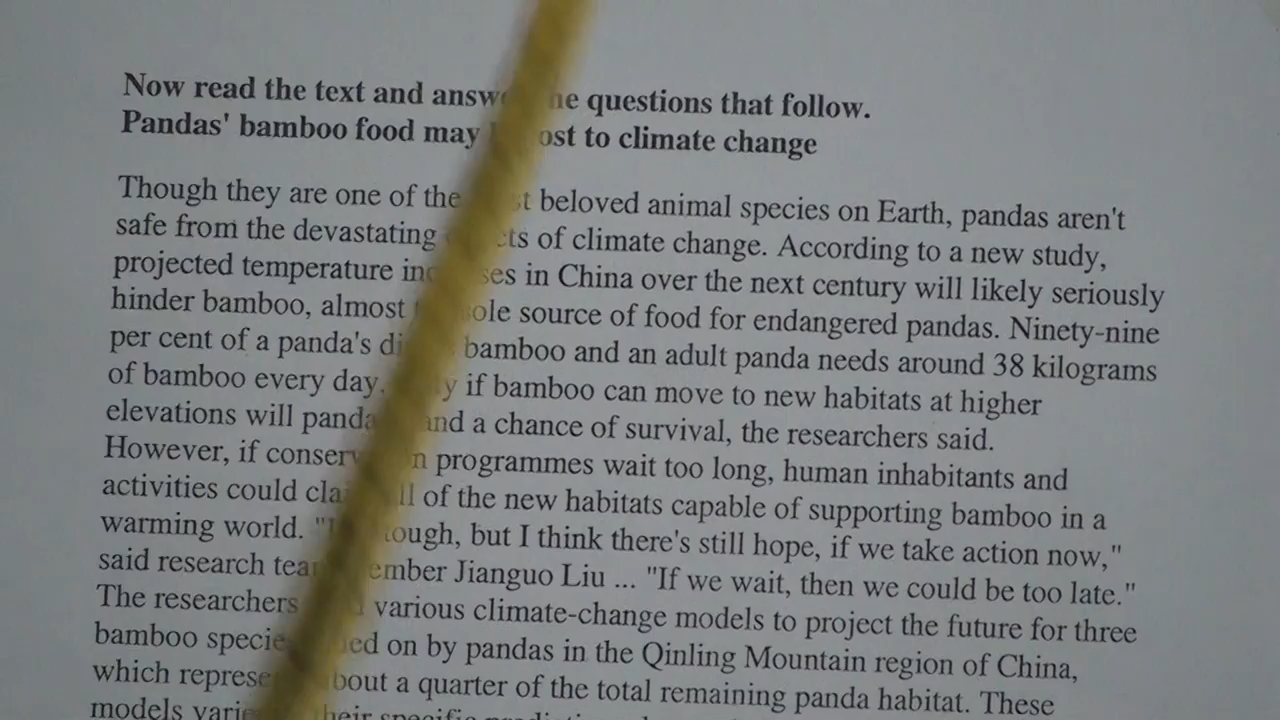 Now read the text and answer the questions that follow.
Pandas' bamboo food may be lost to climate change
Though they are one of the most beloved animal species on Earth, pandas aren't
safe from the devastating effects of climate change. According to a new study,
projected temperature increases in China over the next century will likely seriously
hinder bamboo, almost the sole source of food for endangered pandas. Ninety-nine
per cent of a panda's diet bamboo and an adult panda needs around 38 kilograms
of bamboo every day. Only if bamboo can move to new habitats at higher
elevations will pandas a chance of survival, the researchers said.
However, if conservation programmes wait too long, human inhabitants and
activities could claim all of the new habitats capable of supporting bamboo in a
warming world. tough, but I think there's still hope, if we take action now,"
said research team member Jianguo Liu ... "If we wait, then we could be too late."
The researchers various climate-change models to project the future for three
bamboo species relied on by pandas in the Qinling Mountain region of China,
which represent about a quarter of the total remaining panda habitat. These
models their specific